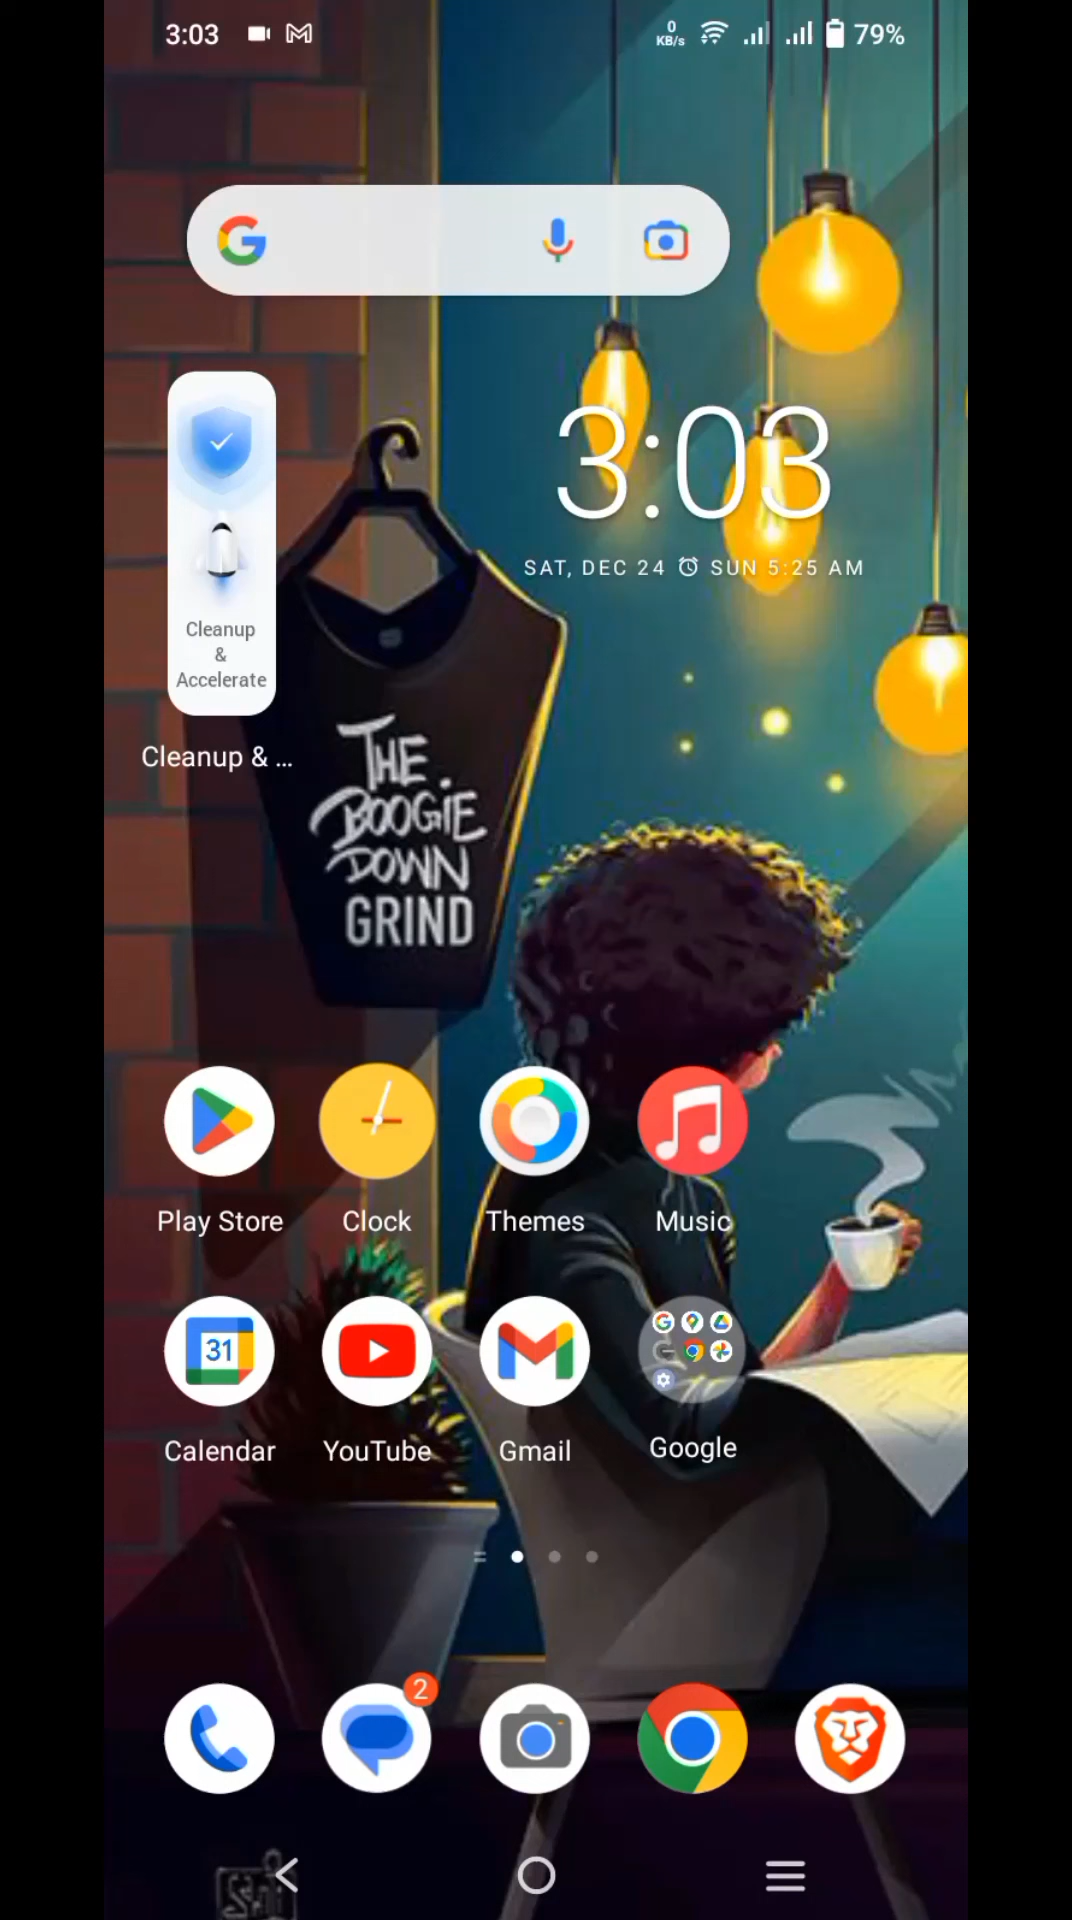 3:03
0
KB/s
79%
3:03
SAT, DEC 24 SUN 5:25 AM
Cleanup
&
Accelerate
Cleanup & ...
THE
BOOGIE
DOWN
GRIND
Play Store
Clock
Themes
Music
31
Calendar
YouTube
Gmail
Google
2